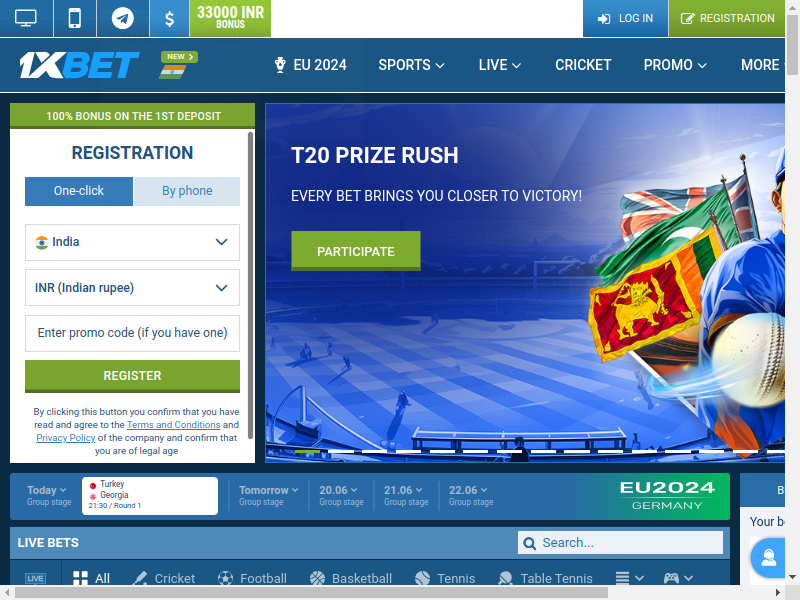 33000 INR
BONUS
LOG IN
REGISTRATION
1XBET
NEW
EU 2024
SPORTS
LIVE
CRICKET
PROMO
MORE
100% BONUS ON THE 1ST DEPOSIT
REGISTRATION
One-click
By phone
India
INR (Indian rupee)
Enter promo code (if you have one)
REGISTER
By clicking this button you confirm that you have
read and agree to the Terms and Conditions and
Privacy Policy of the company and confirm that
you are of legal age
T20 PRIZE RUSH
EVERY BET BRINGS YOU CLOSER TO VICTORY!
PARTICIPATE
Today
Group stage
Turkey
Georgia
21:30 / Round 1
Tomorrow
Group stage
20.06
Group stage
21.06
Group stage
22.06
Group stage
EU2024
GERMANY
B
Your b
LIVE BETS
Search...
LIVE
All
Cricket
Football
Basketball
Tennis
Table Tennis